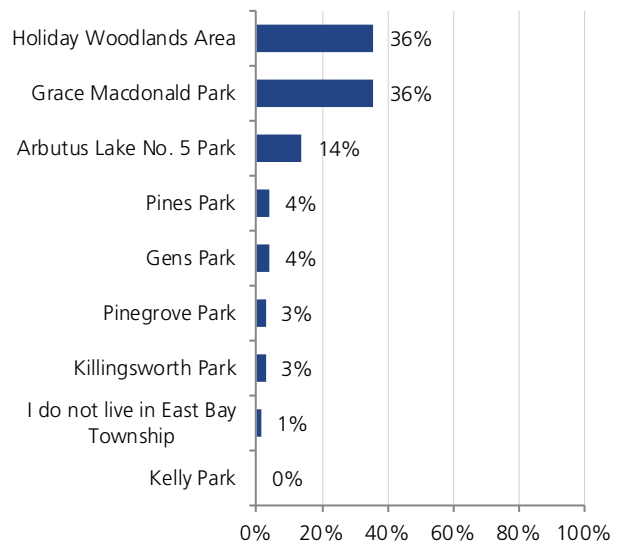 Holiday Woodlands Area 36%
Grace Macdonald Park 36%
Arbutus Lake No. 5 Park 14%
Pines Park 4%
Gens Park 4%
Pinegrove Park 3%
Killingsworth Park 3%
I do not live in East Bay
Township 1%
Kelly Park 0%
0% 20% 40% 60% 80% 100%